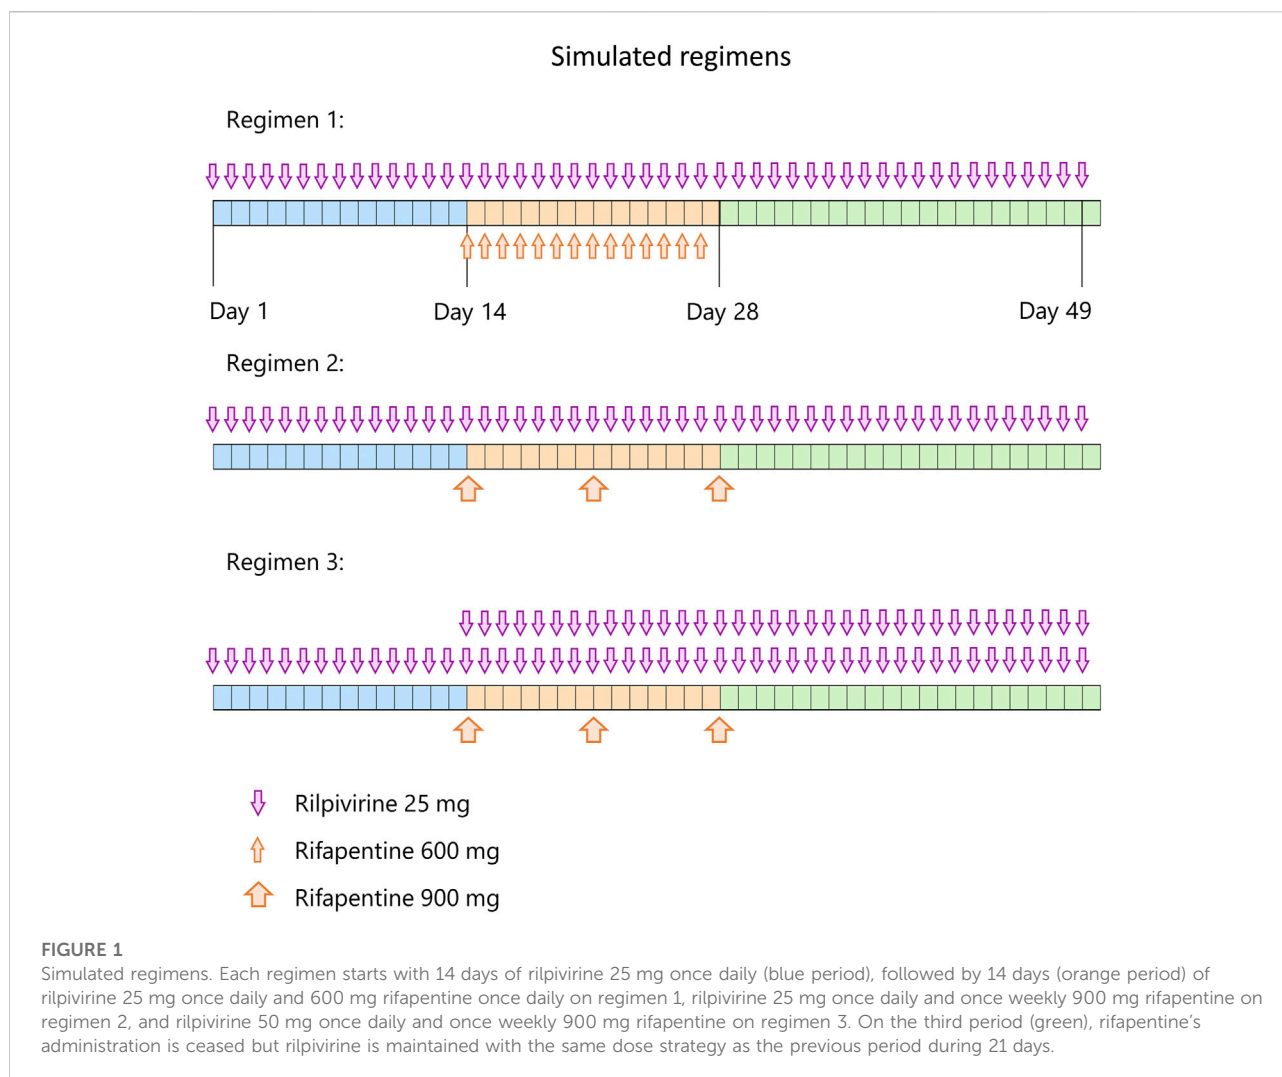 Simulated regimens
Regimen 1:
Day 1
Day 14
Day 28
Day 49
Regimen 2:
Regimen 3:
Rilpivirine 25 mg
Rifapentine 600 mg
Rifapentine 900 mg
FIGURE 1
Simulated regimens. Each regimen starts with 14 days of rilpivirine 25 mg once daily (blue period), followed by 14 days (orange period) of
rilpivirine 25 mg once daily and 600 mg rifapentine once daily on regimen 1, rilpivirine 25 mg once daily and once weekly 900 mg rifapentine on
regimen 2, and rilpivirine 50 mg once daily and once weekly 900 mg rifapentine on regimen 3. On the third period (green), rifapentine's
administration is ceased but rilpivirine is maintained with the same dose strategy as the previous period during 21 days.